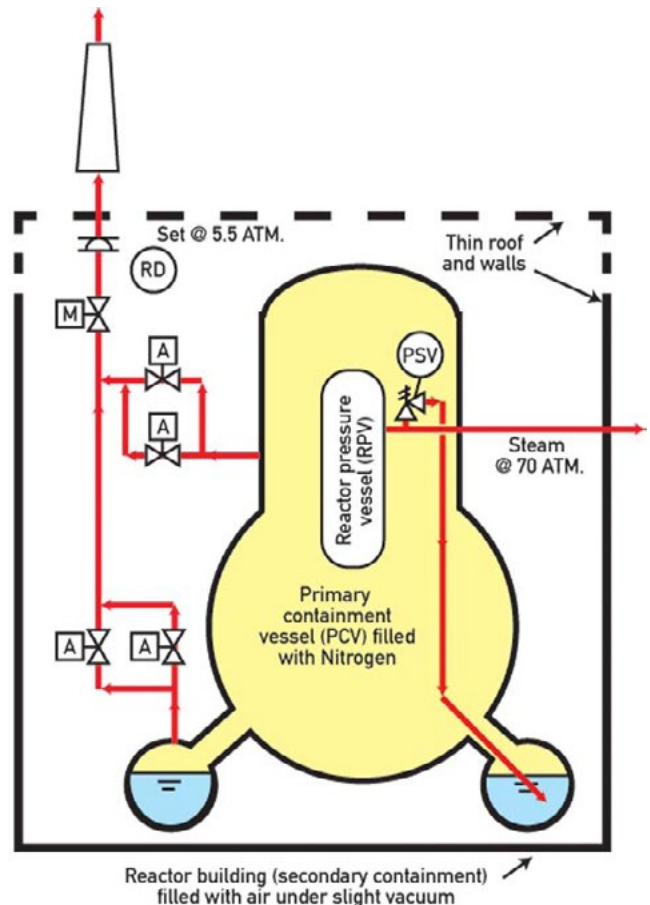 Set @ 5.5 ATM.
RD
Thin roof
and walls
M
A
PSV
A
Reactor pressure
vessel (RPV)
Steam
@ 70 ATM.
Primary
containment
vessel (PCV) filled
with Nitrogen
A
A
Reactor building (secondary containment)
filled with air under slight vacuum